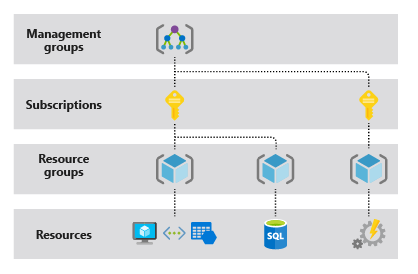 Management
groups
Subscriptions
Resource
groups
Resources
SQL